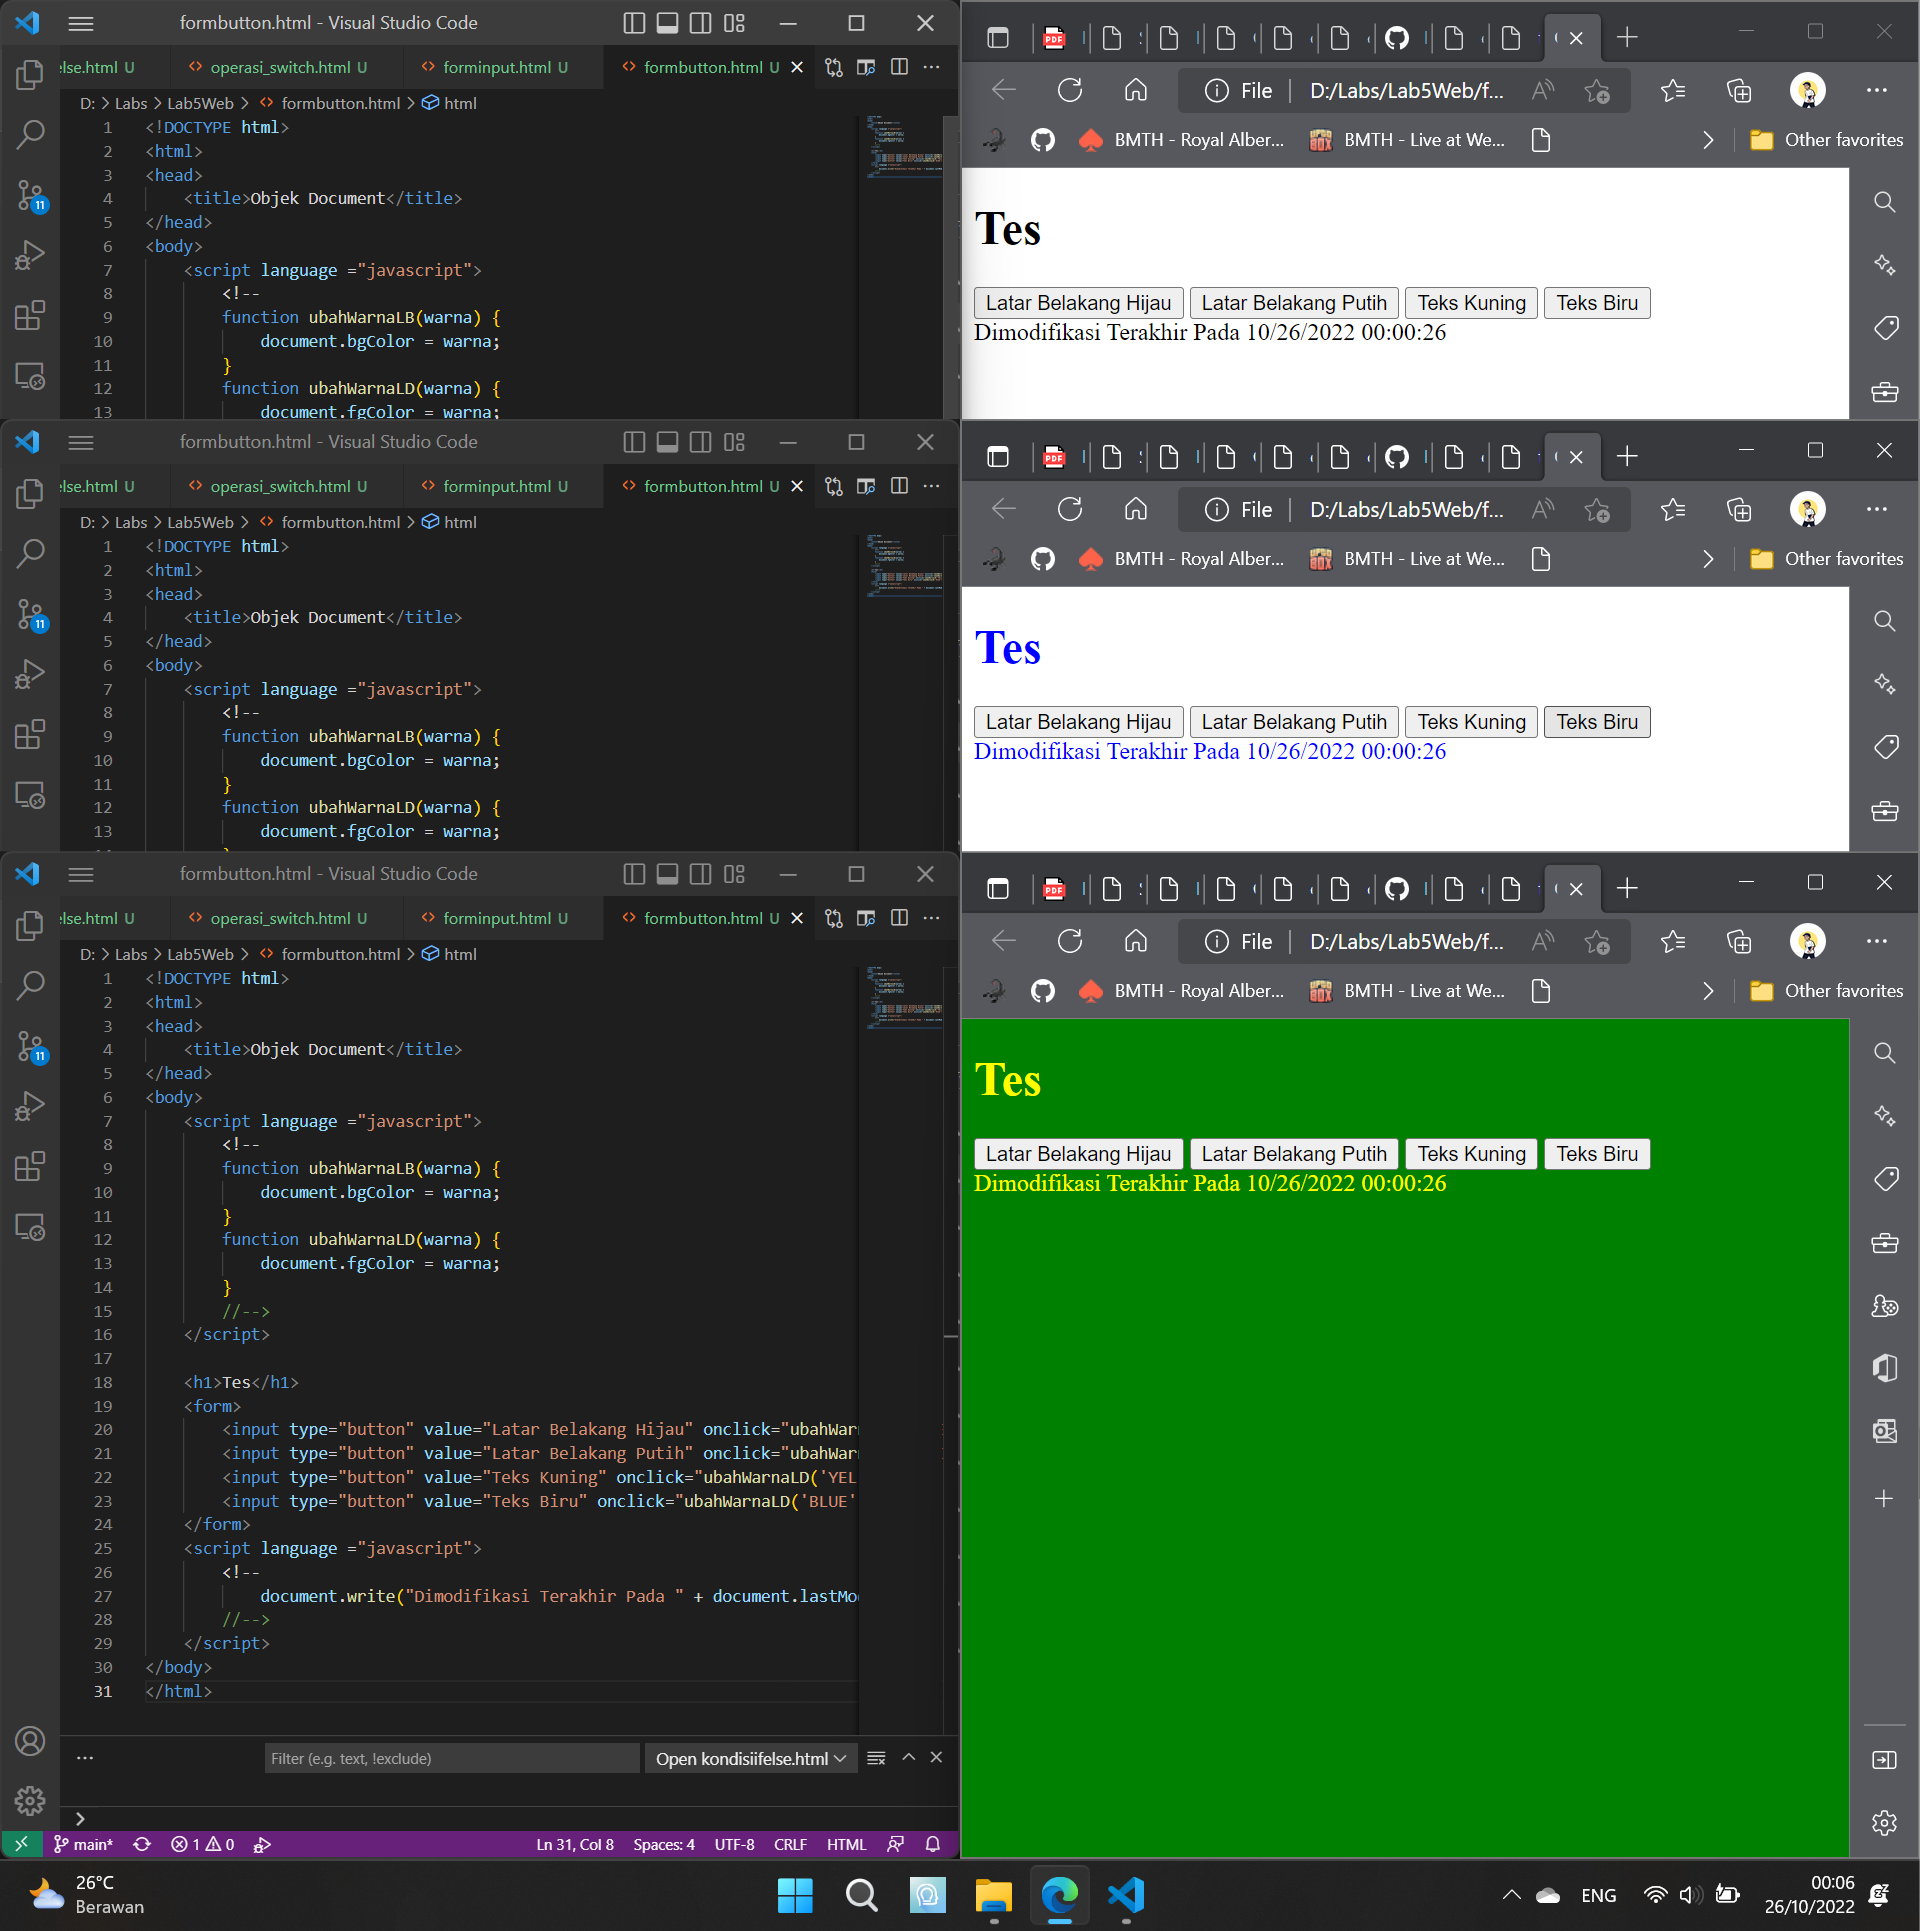 formbutton.html - Visual Studio Code
lse.html U operasi_switch.html U forminput.html U formbutton.html U
D: > Labs > Lab5Web > formbutton.html > html
1 <!DOCTYPE html>
2 <html>
3 <head>
4 <title>Objek Document</title>
5 </head>
6 <body>
7 <script language ="javascript">
8 <!--
9 function ubahWarnaLB(warna) {
10 document.bgColor = warna;
11 }
12 function ubahWarnaLD(warna) {
13 document.fgColor = warna;
11
File D:/Labs/Lab5Web/f...
BMTH - Royal Alber... BMTH - Live at We... Other favorites
Tes
Latar Belakang Hijau Latar Belakang Putih Teks Kuning Teks Biru
Dimodifikasi Terakhir Pada 10/26/2022 00:00:26
formbutton.html - Visual Studio Code
lse.html U operasi_switch.html U forminput.html U formbutton.html U
D: > Labs > Lab5Web > formbutton.html > html
1 <!DOCTYPE html>
2 <html>
3 <head>
4 <title>Objek Document</title>
5 </head>
6 <body>
7 <script language ="javascript">
8 <!--
9 function ubahWarnaLB(warna) {
10 document.bgColor = warna;
11 }
12 function ubahWarnaLD(warna) {
13 document.fgColor = warna;
11
File D:/Labs/Lab5Web/f...
BMTH - Royal Alber... BMTH - Live at We... Other favorites
Tes
Latar Belakang Hijau Latar Belakang Putih Teks Kuning Teks Biru
Dimodifikasi Terakhir Pada 10/26/2022 00:00:26
formbutton.html - Visual Studio Code
lse.html U operasi_switch.html U forminput.html U formbutton.html U
D: > Labs > Lab5Web > formbutton.html > html
1 <!DOCTYPE html>
2 <html>
3 <head>
4 <title>Objek Document</title>
5 </head>
6 <body>
7 <script language ="javascript">
8 <!--
9 function ubahWarnaLB(warna) {
10 document.bgColor = warna;
11 }
12 function ubahWarnaLD(warna) {
13 document.fgColor = warna;
14 }
15 //-->
16 </script>
17
18 <h1>Tes</h1>
19 <form>
20 <input type="button" value="Latar Belakang Hijau" onclick="ubahWar
21 <input type="button" value="Latar Belakang Putih" onclick="ubahWar
22 <input type="button" value="Teks Kuning" onclick="ubahWarnaLD('YEL
23 <input type="button" value="Teks Biru" onclick="ubahWarnaLD('BLUE'
24 </form>
25 <script language ="javascript">
26 <!--
27 document.write("Dimodifikasi Terakhir Pada " + document.lastMo
28 //-->
29 </script>
30 </body>
31 </html>
11
Filter (e.g. text, !exclude) Open kondisiifelse.html
main* 1 0 Ln 31, Col 8 Spaces: 4 UTF-8 CRLF HTML
File D:/Labs/Lab5Web/f...
BMTH - Royal Alber... BMTH - Live at We... Other favorites
Tes
Latar Belakang Hijau Latar Belakang Putih Teks Kuning Teks Biru
Dimodifikasi Terakhir Pada 10/26/2022 00:00:26
26°C
Berawan
ENG
00:06
26/10/2022